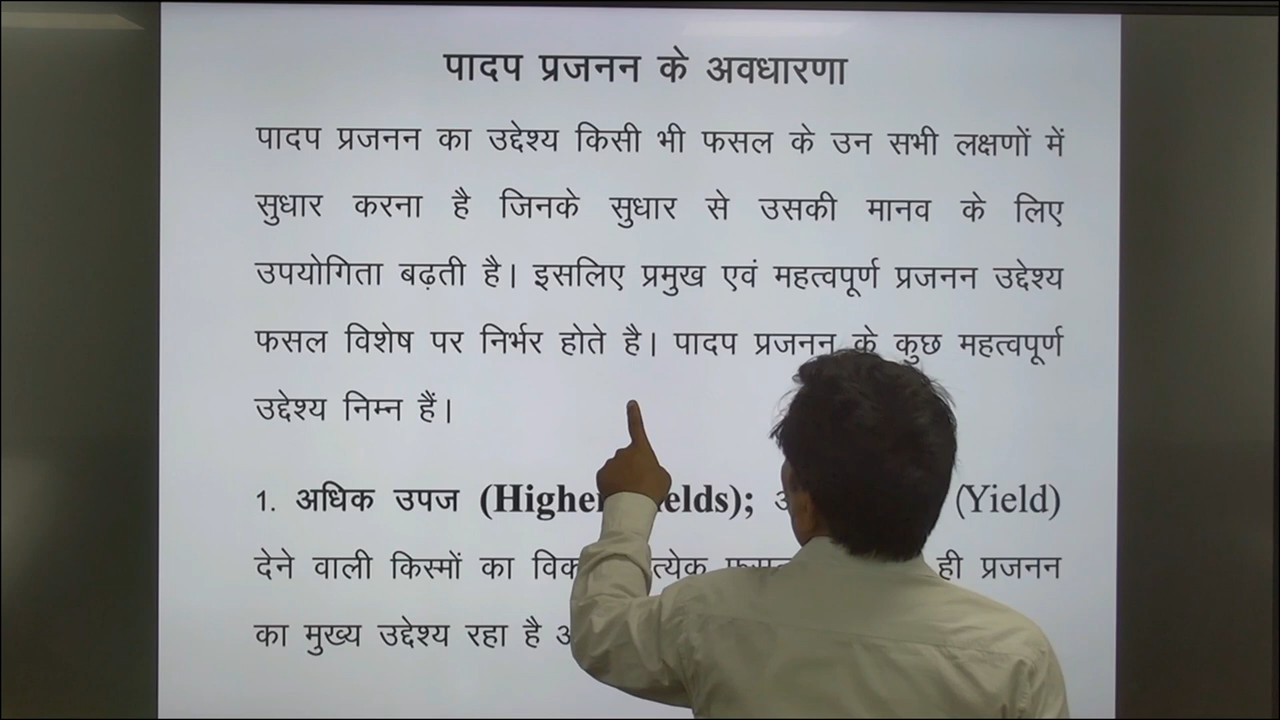 पादप प्रजनन के अवधारणा
पादप प्रजनन का उद्देश्य किसी भी फसल के उन सभी लक्षणों में
सुधार करना है जिनके सुधार से उसकी मानव के लिए
उपयोगिता बढ़ती है। इसलिए प्रमुख एवं महत्वपूर्ण प्रजनन उद्देश्य
फसल विशेष पर निर्भर होते है। पादप प्रजनन के कुछ महत्वपूर्ण
उद्देश्य निम्न हैं।
1. अधिक उपज (Yield)
देने वाली किस्मों का ही प्रजनन
का मुख्य उद्देश्य रहा है